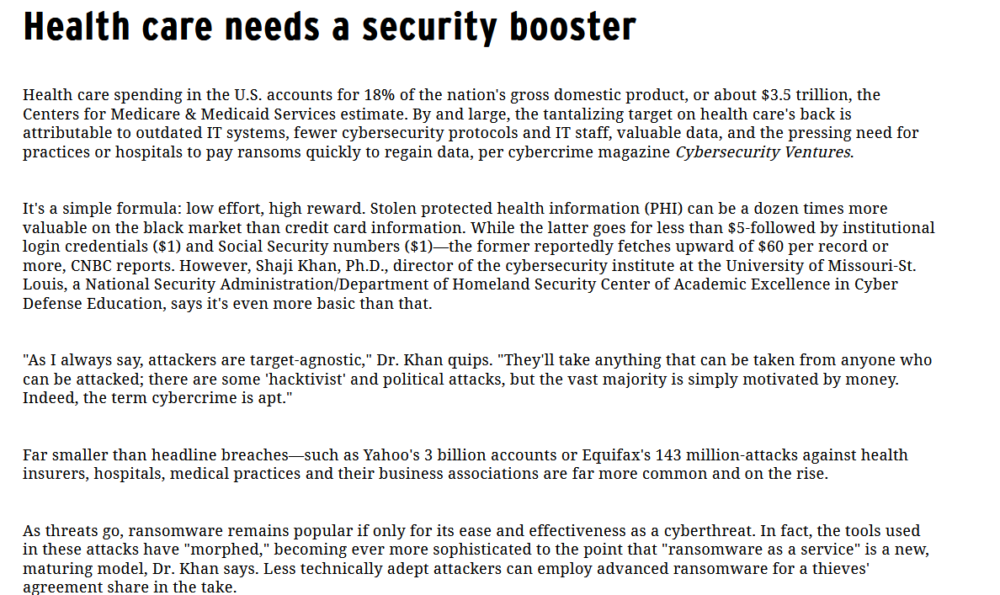 Health care needs a security booster
Health care spending in the U.S. accounts for 18% of the nation's gross domestic product, or about $3.5 trillion, the
Centers for Medicare & Medicaid Services estimate. By and large, the tantalizing target on health care's back is
attributable to outdated IT systems, fewer cybersecurity protocols and IT staff, valuable data, and the pressing need for
practices or hospitals to pay ransoms quickly to regain data, per cybercrime magazine Cybersecurity Ventures.
It's a simple formula: low effort, high reward. Stolen protected health information (PHI) can be a dozen times more
valuable on the black market than credit card information. While the latter goes for less than $5-followed by institutional
login credentials ($1) and Social Security numbers ($1)—the former reportedly fetches upward of $60 per record or
more, CNBC reports. However, Shaji Khan, Ph.D., director of the cybersecurity institute at the University of Missouri-St.
Louis, a National Security Administration/Department of Homeland Security Center of Academic Excellence in Cyber
Defense Education, says it's even more basic than that.
"As I always say, attackers are target-agnostic," Dr. Khan quips. "They'll take anything that can be taken from anyone who
can be attacked; there are some 'hacktivist' and political attacks, but the vast majority is simply motivated by money.
Indeed, the term cybercrime is apt."
Far smaller than headline breaches—such as Yahoo's 3 billion accounts or Equifax's 143 million-attacks against health
insurers, hospitals, medical practices and their business associations are far more common and on the rise.
As threats go, ransomware remains popular if only for its ease and effectiveness as a cyberthreat. In fact, the tools used
in these attacks have "morphed," becoming ever more sophisticated to the point that "ransomware as a service" is a new,
maturing model, Dr. Khan says. Less technically adept attackers can employ advanced ransomware for a thieves'
agreement share in the take.